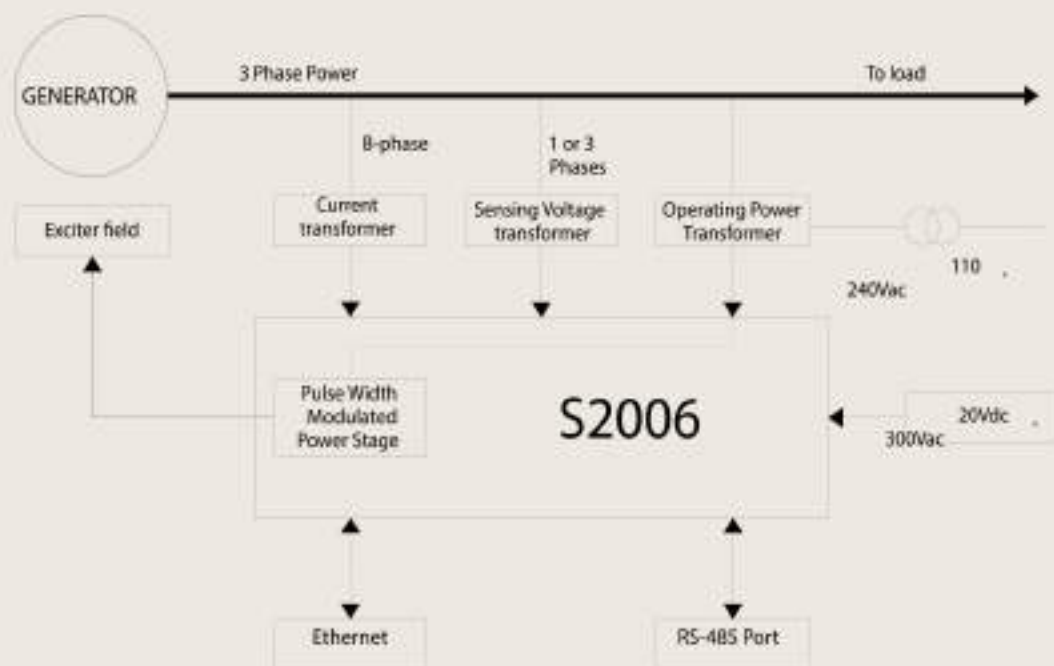 3 Phase Power
To load
GENERATOR
B-phase
1 or 3
Phases
Exciter field
Current
transformer
Sensing Voltage
transformer
Operating Power
Transformer
110
240Vac
Pulse Width
Modulated
Power Stage
S2006
20Vdc
300Vac
Ethernet
RS-485 Port